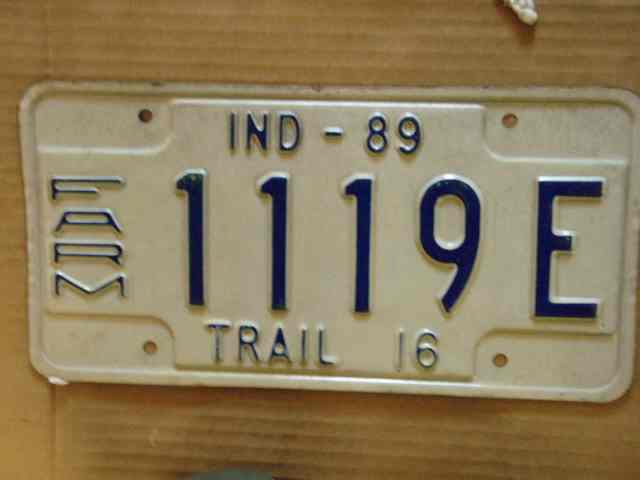 IND - 89
FARM
1119E
TRAIL 16